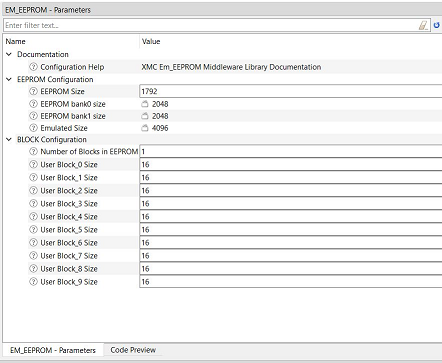 EM_EEPROM - Parameters
Enter filter text...
Name Value
Documentation
Configuration Help XMC Em_EEPROM Middleware Library Documentation
EEPROM Configuration
EEPROM Size 1792
EEPROM bank0 size 2048
EEPROM bank1 size 2048
Emulated Size 4096
BLOCK Configuration
Number of Blocks in EEPROM 1
User Block_0 Size 16
User Block_1 Size 16
User Block_2 Size 16
User Block_3 Size 16
User Block_4 Size 16
User Block_5 Size 16
User Block_6 Size 16
User Block_7 Size 16
User Block_8 Size 16
User Block_9 Size 16
EM_EEPROM - Parameters Code Preview